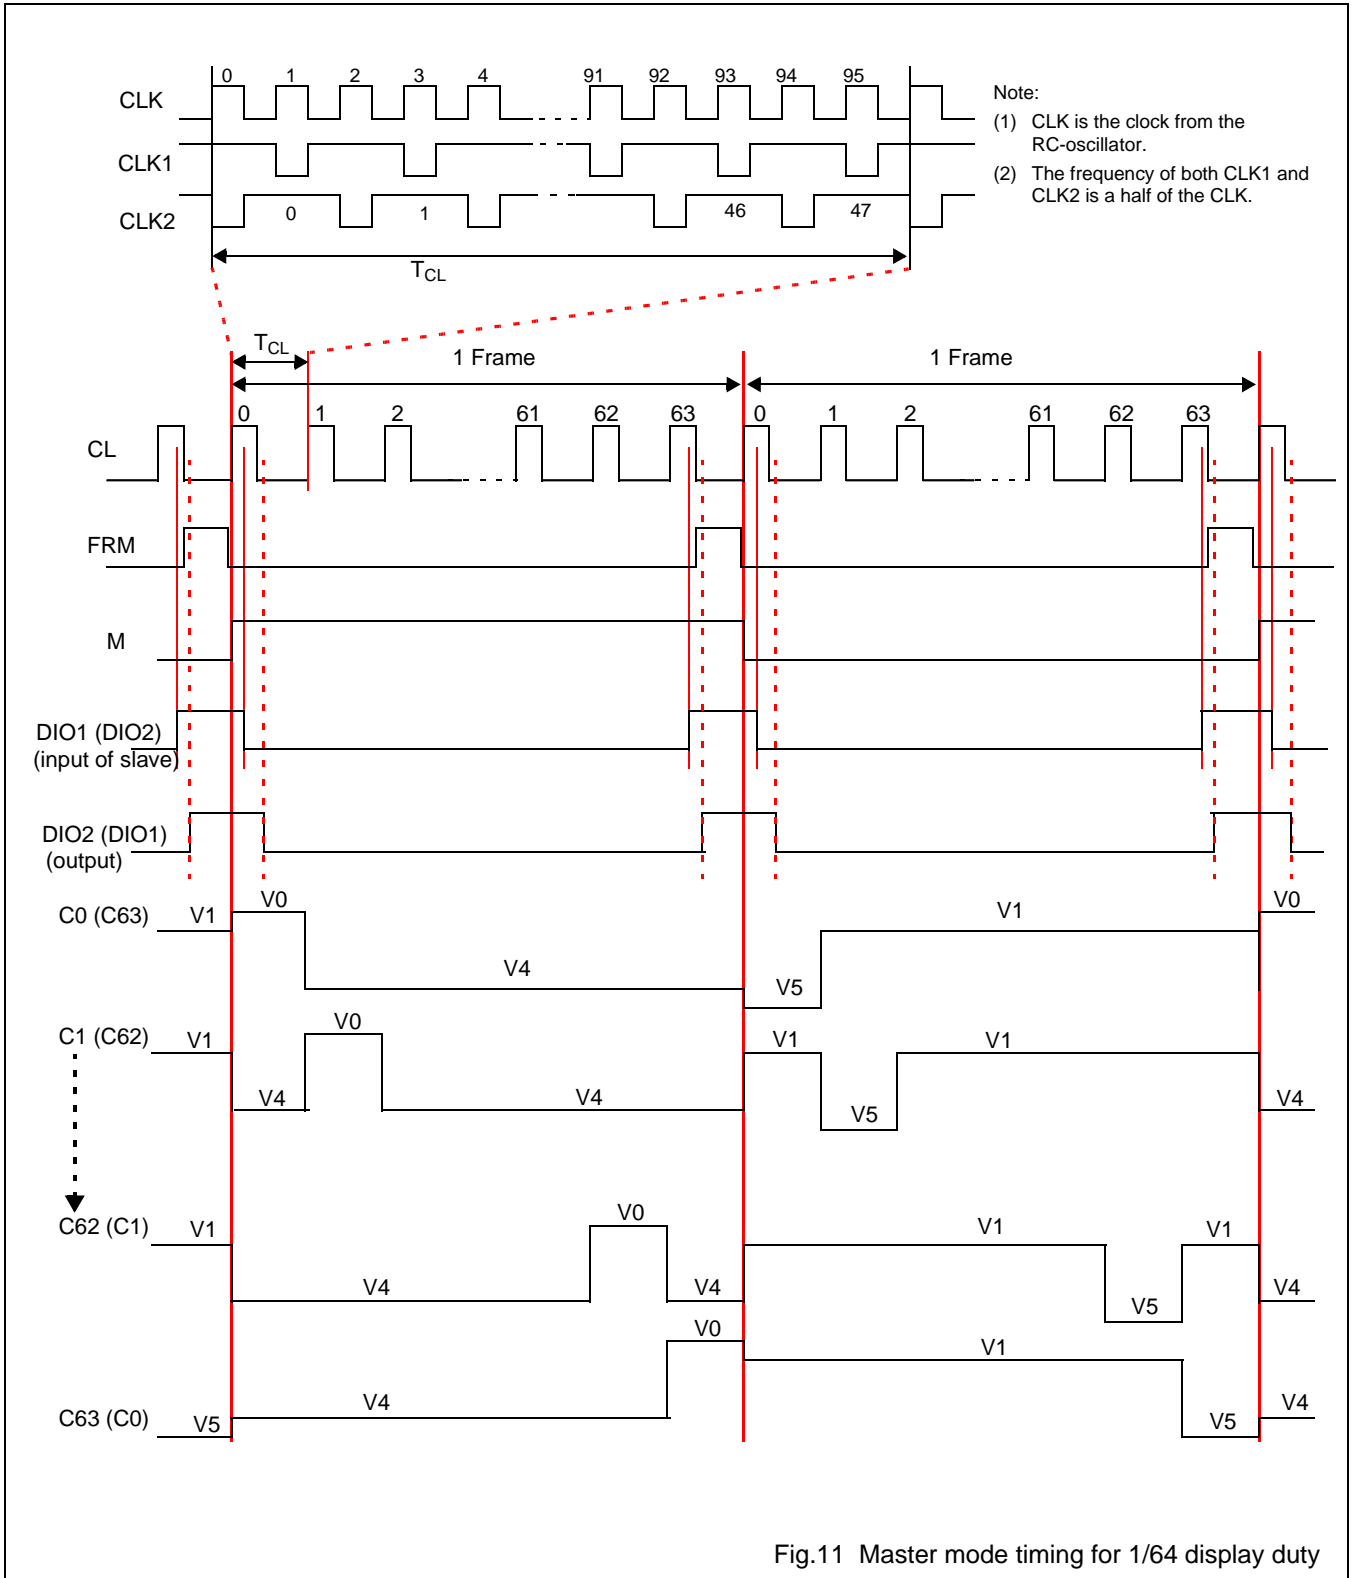 0 1 2 3 4 91 92 93 94 95
CLK
CLK1
CLK2
0 1 46 47
TCL
Note:
(1) CLK is the clock from the
RC-oscillator.
(2) The frequency of both CLK1 and
CLK2 is a half of the CLK.
TCL
1 Frame 1 Frame
0 1 2 61 62 63 0 1 2 61 62 63
CL
FRM
M
DIO1 (DIO2)
(input of slave)
DIO2 (DIO1)
(output)
C0 (C63) V1 V0 V4 V5 V1 V0
C1 (C62) V1 V4 V0 V4 V1 V5 V1 V4
C62 (C1) V1 V4 V0 V4 V1 V5 V1 V4
C63 (C0) V5 V4 V0 V1 V5 V4
Fig.11 Master mode timing for 1/64 display duty